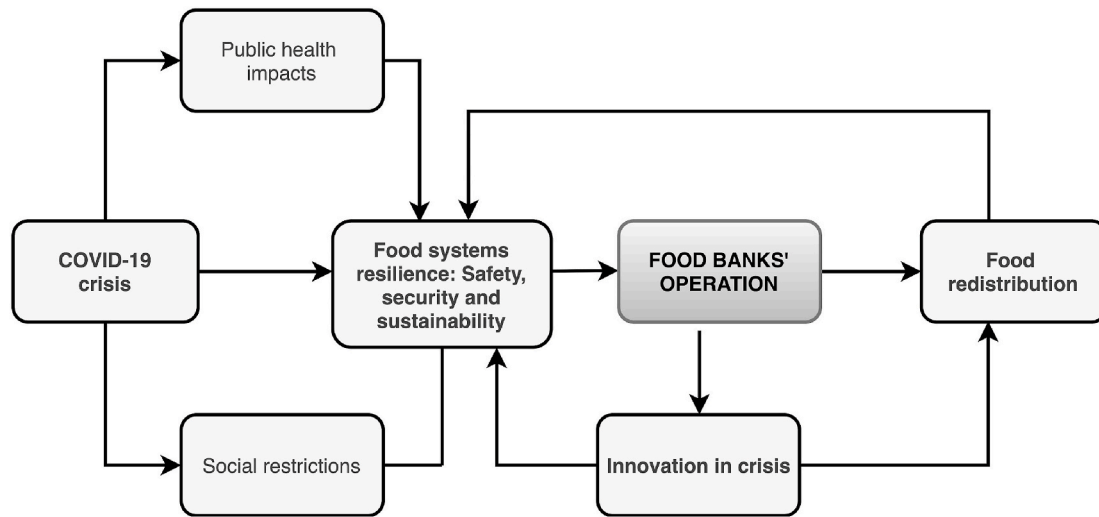 Public health
impacts
COVID-19
crisis
Food systems
resilience: Safety,
security and
sustainability
FOOD BANKS'
OPERATION
Food
redistribution
Social restrictions
Innovation in crisis